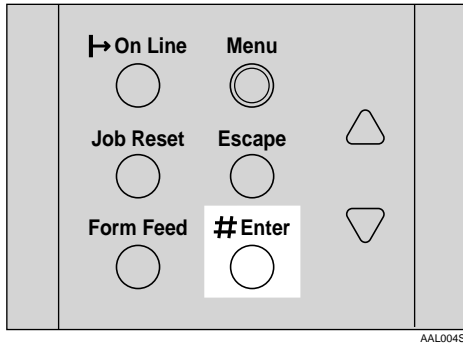 On Line Menu
Job Reset Escape
Form Feed # Enter
AAL004S